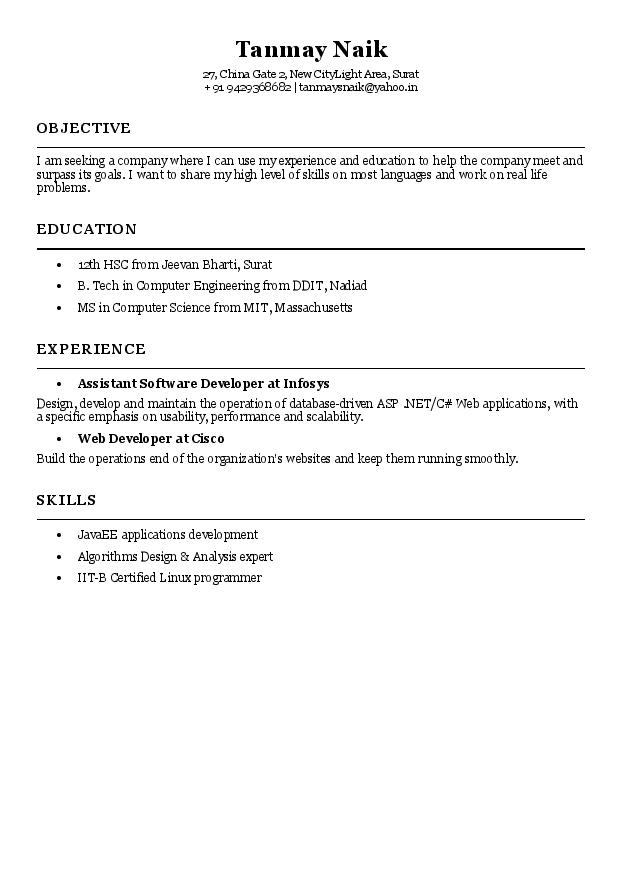 Tanmay Naik
27, China Gate 2, New CityLight Area, Surat
+ 91 9429368682 | tanmaysnaik@yahoo.in
OBJECTIVE
I am seeking a company where I can use my experience and education to help the company meet and
surpass its goals. I want to share my high level of skills on most languages and work on real life
problems.
EDUCATION
• 12th HSC from Jeevan Bharti, Surat
• B. Tech in Computer Engineering from DDIT, Nadiad
• MS in Computer Science from MIT, Massachusetts
EXPERIENCE
• Assistant Software Developer at Infosys
Design, develop and maintain the operation of database-driven ASP .NET/C# Web applications, with
a specific emphasis on usability, performance and scalability.
• Web Developer at Cisco
Build the operations end of the organization's websites and keep them running smoothly.
SKILLS
• JavaEE applications development
• Algorithms Design & Analysis expert
• IIT-B Certified Linux programmer